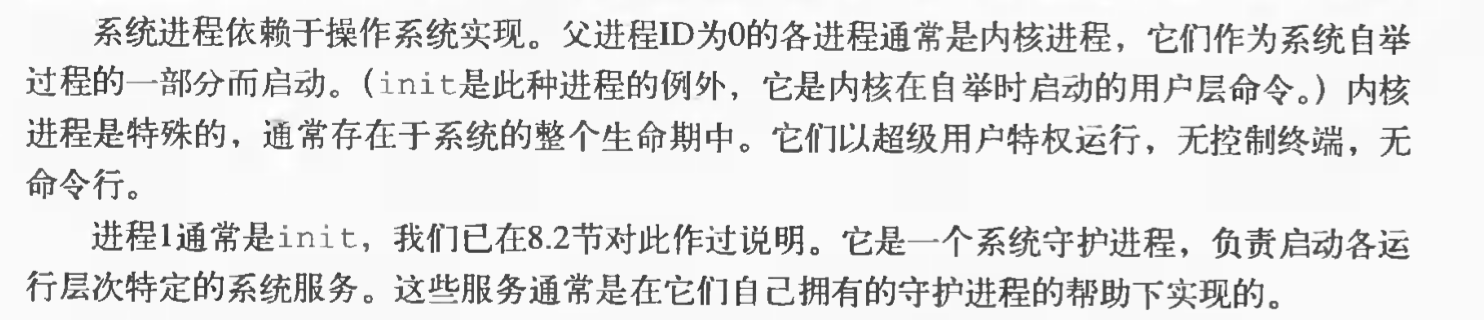 系统进程依赖于操作系统实现。父进程ID为0的各进程通常是内核进程，它们作为系统自举
过程的一部分而启动。（init是此种进程的例外，它是内核在自举时启动的用户层命令。）内核
进程是特殊的，通常存在于系统的整个生命期中。它们以超级用户特权运行，无控制终端，无
命令行。
进程1通常是init，我们已在8.2节对此作过说明。它是一个系统守护进程，负责启动各运
行层次特定的系统服务。这些服务通常是在它们自己拥有的守护进程的帮助下实现的。